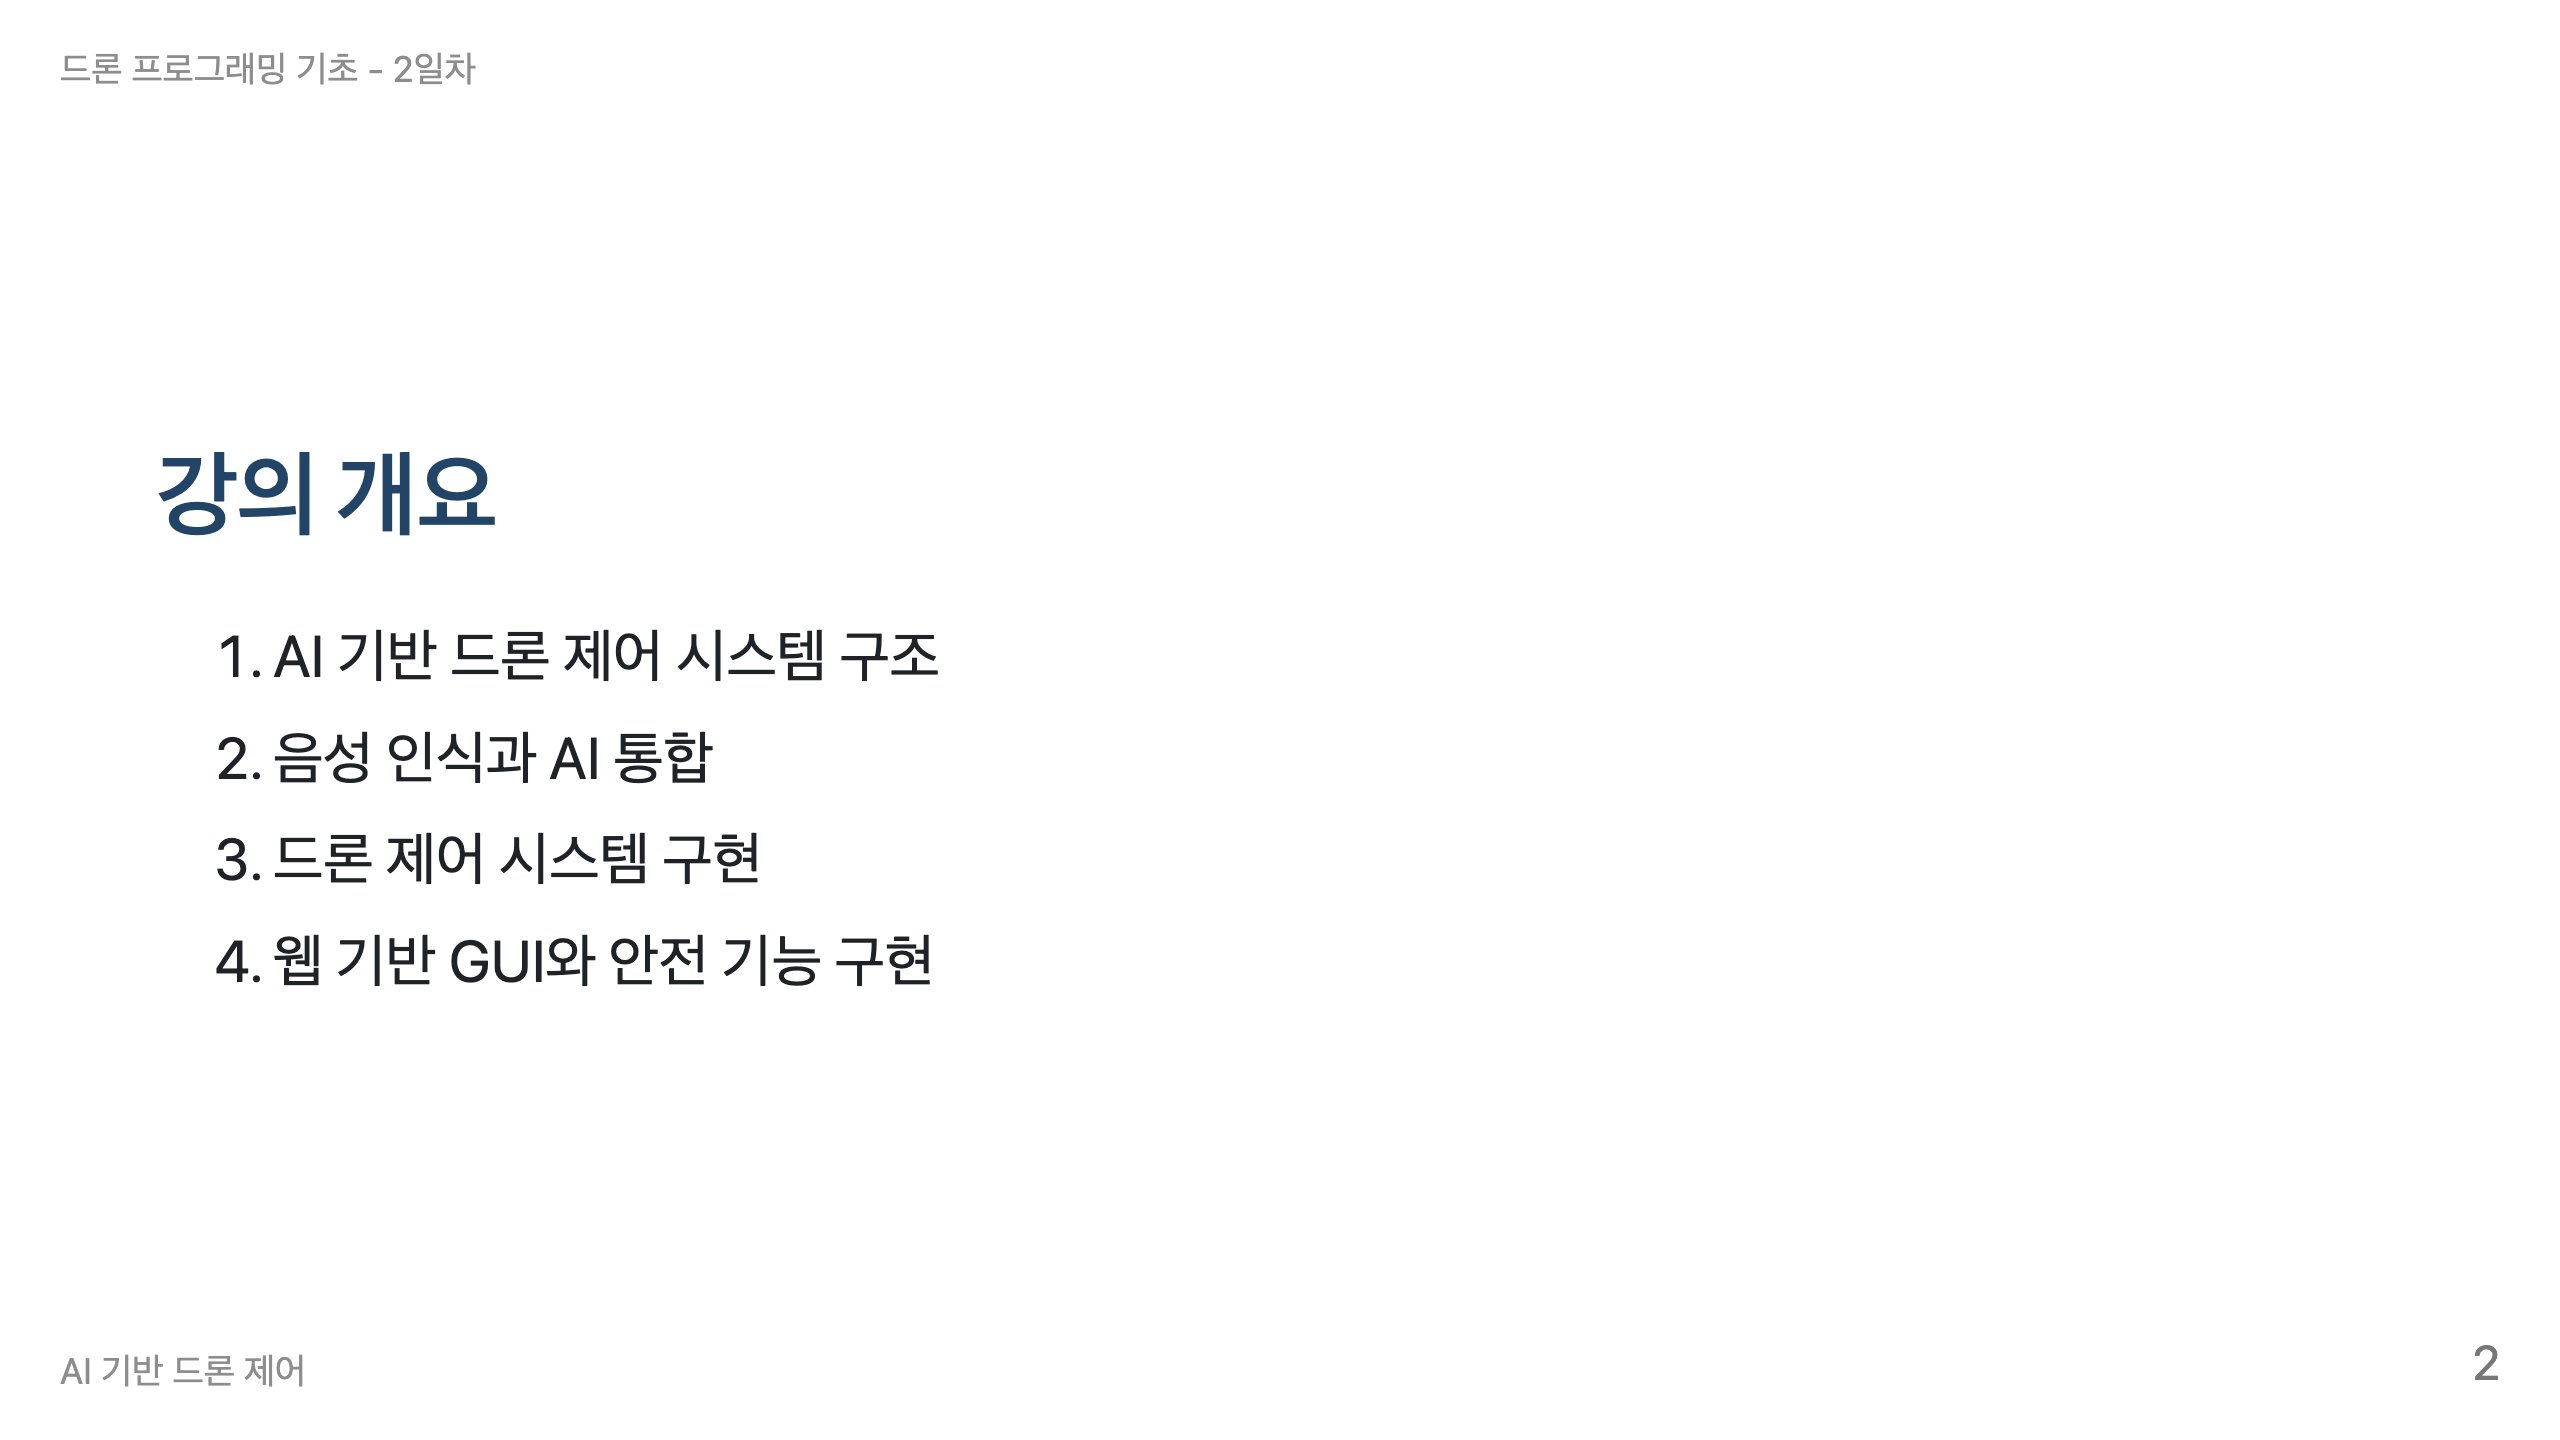 드론 프로그래밍 기초 - 2일차
강의 개요
1. AI 기반 드론 제어 시스템 구조
2. 음성 인식과 AI 통합
3. 드론 제어 시스템 구현
4. 웹 기반 GUI와 안전 기능 구현
AI 기반 드론 제어
2